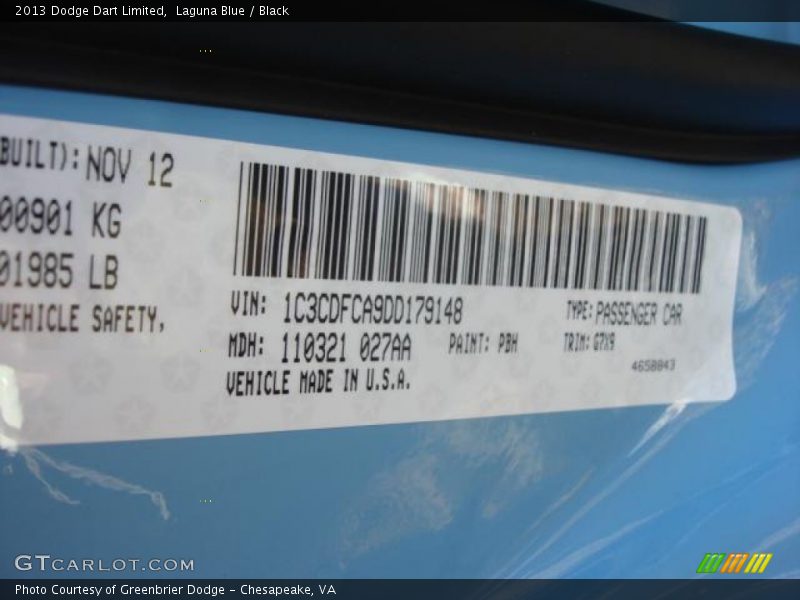 2013 Dodge Dart Limited, Laguna Blue / Black
BUILT): NOV 12
00901 KG
01985 LB
VEHICLE SAFETY,
VIN: 1C3CDFCA9DD179148
TYPE: PASSENGER CAR
MDH: 110321 027AA
PAINT: PBH
TRIM: G7X9
VEHICLE MADE IN U.S.A.
4658843
GTCARLOT.COM
Photo Courtesy of Greenbrier Dodge - Chesapeake, VA